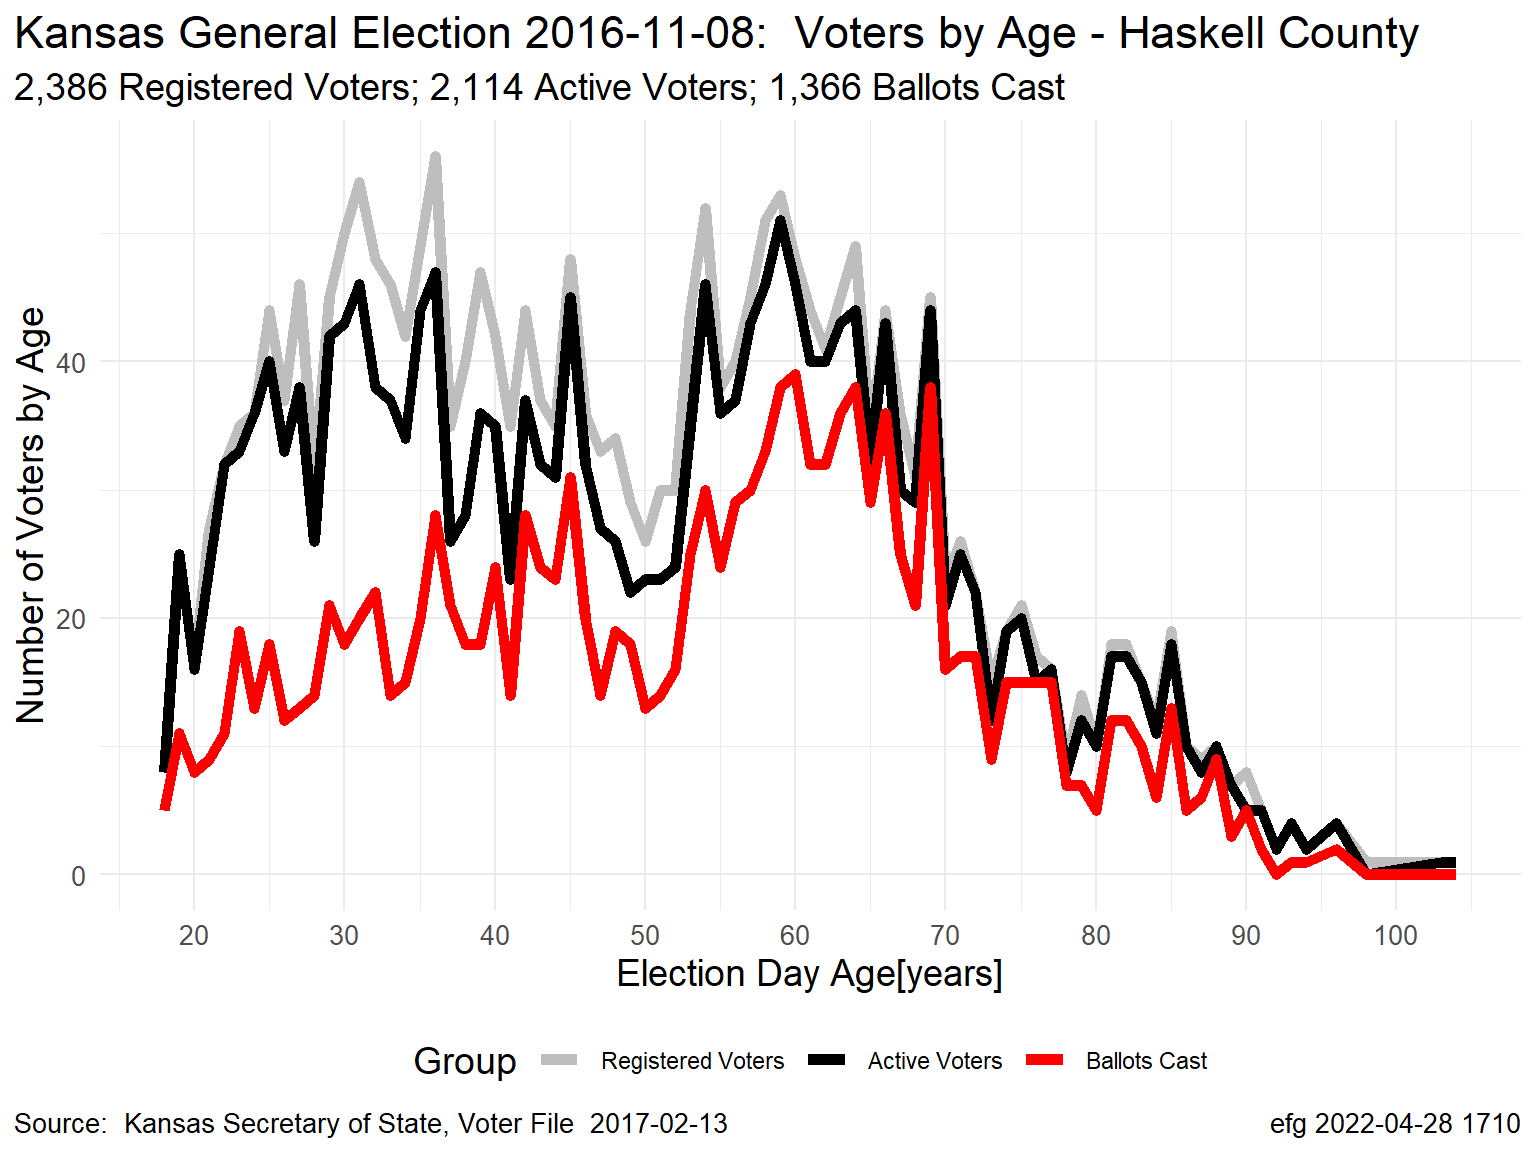 Kansas General Election 2016-11-08:  Voters by Age - Haskell County
2,386 Registered Voters; 2,114 Active Voters; 1,366 Ballots Cast
Number of Voters by Age
40
20
0
20 30 40 50 60 70 80 90 100
Election Day Age[years]
Group Registered Voters Active Voters Ballots Cast
Source:  Kansas Secretary of State, Voter File  2017-02-13
efg 2022-04-28 1710